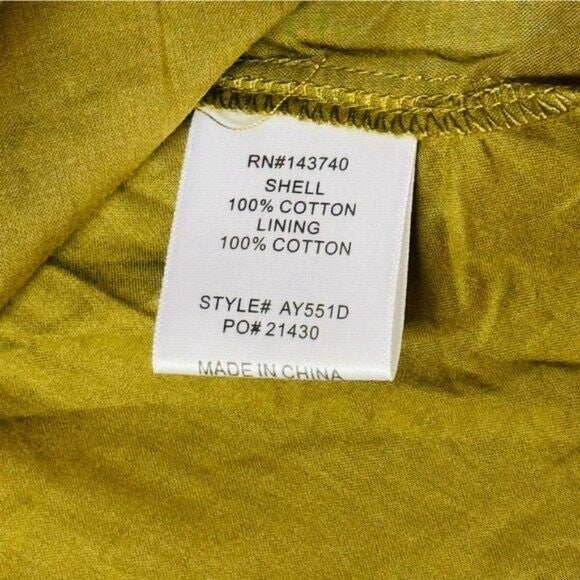 RN#143740
SHELL
100% COTTON
LINING
100% COTTON
STYLE# AY551D
PO# 21430
MADE IN CHINA